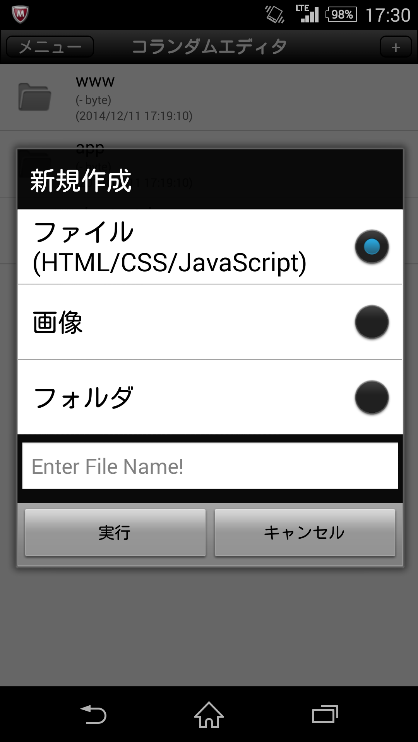 LTE 98% 17:30
メニュー コランダムエディタ +
www
(- byte)
(2014/12/11 17:19:10)
app
新規作成
ファイル
(HTML/CSS/JavaScript)
画像
フォルダ
Enter File Name!
実行 キャンセル